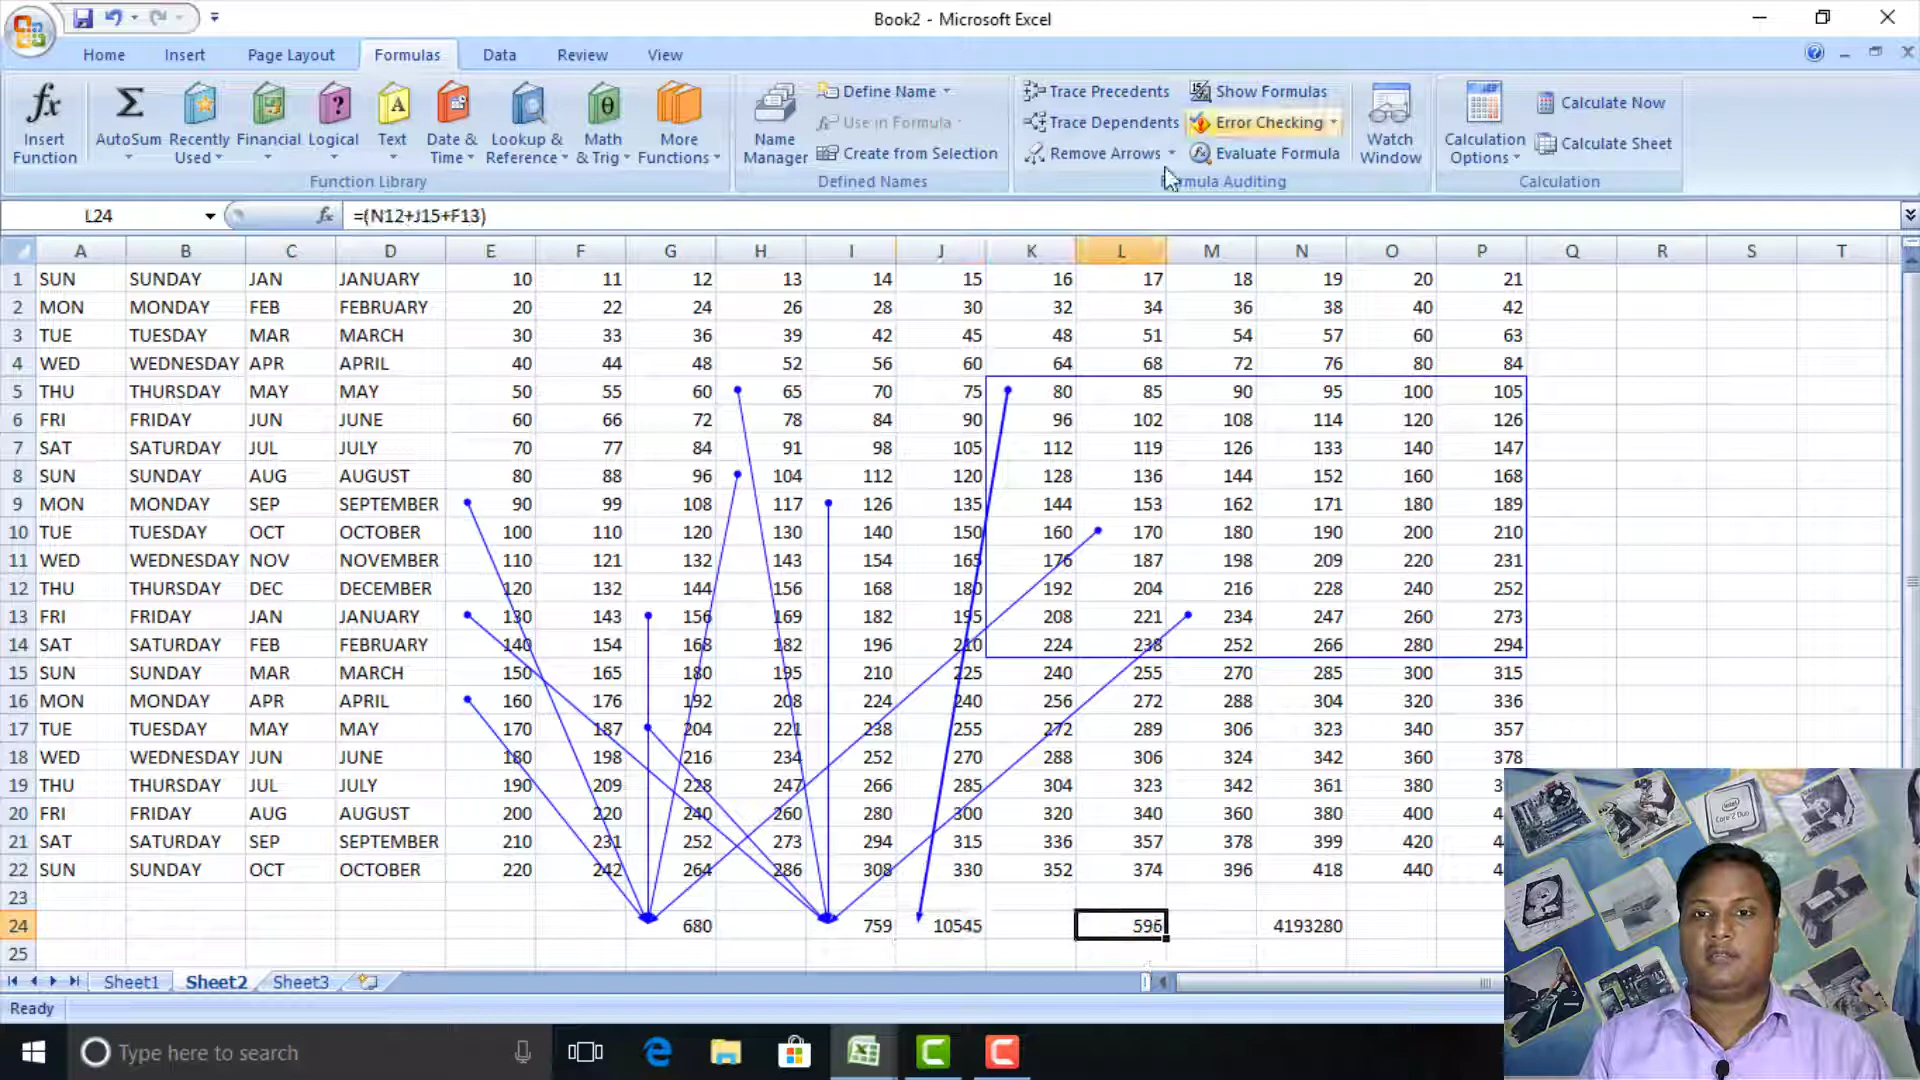 Book2 - Microsoft Excel
Home Insert Page Layout Formulas Data Review View
Insert Function AutoSum Recently Used Financial Logical Text Date & Time Lookup & Reference Math & Trig More Functions
Function Library
Name Manager Define Name Use in Formula Create from Selection
Defined Names
Trace Precedents Show Formulas
Trace Dependents Error Checking
Remove Arrows Evaluate Formula
Watch Window
Formula Auditing
Calculation Options Calculate Now Calculate Sheet
Calculation
L24 fx =(N12+J15+F13)
A B C D E F G H I J K L M N O P Q R S T
1 SUN SUNDAY JAN JANUARY 10 11 12 13 14 15 16 17 18 19 20 21
2 MON MONDAY FEB FEBRUARY 20 22 24 26 28 30 32 34 36 38 40 42
3 TUE TUESDAY MAR MARCH 30 33 36 39 42 45 48 51 54 57 60 63
4 WED WEDNESDAY APR APRIL 40 44 48 52 56 60 64 68 72 76 80 84
5 THU THURSDAY MAY MAY 50 55 60 65 70 75 80 85 90 95 100 105
6 FRI FRIDAY JUN JUNE 60 66 72 78 84 90 96 102 108 114 120 126
7 SAT SATURDAY JUL JULY 70 77 84 91 98 105 112 119 126 133 140 147
8 SUN SUNDAY AUG AUGUST 80 88 96 104 112 120 128 136 144 152 160 168
9 MON MONDAY SEP SEPTEMBER 90 99 108 117 126 135 144 153 162 171 180 189
10 TUE TUESDAY OCT OCTOBER 100 110 120 130 140 150 160 170 180 190 200 210
11 WED WEDNESDAY NOV NOVEMBER 110 121 132 143 154 165 176 187 198 209 220 231
12 THU THURSDAY DEC DECEMBER 120 132 144 156 168 180 192 204 216 228 240 252
13 FRI FRIDAY JAN JANUARY 130 143 156 169 182 195 208 221 234 247 260 273
14 SAT SATURDAY FEB FEBRUARY 140 154 168 182 196 210 224 238 252 266 280 294
15 SUN SUNDAY MAR MARCH 150 165 180 195 210 225 240 255 270 285 300 315
16 MON MONDAY APR APRIL 160 176 192 208 224 240 256 272 288 304 320 336
17 TUE TUESDAY MAY MAY 170 187 204 221 238 255 272 289 306 323 340 357
18 WED WEDNESDAY JUN JUNE 180 198 216 234 252 270 288 306 324 342 360 378
19 THU THURSDAY JUL JULY 190 209 228 247 266 285 304 323 342 361 380
20 FRI FRIDAY AUG AUGUST 200 220 240 260 280 300 320 340 360 380 400 4
21 SAT SATURDAY SEP SEPTEMBER 210 231 252 273 294 315 336 357 378 399 420 4
22 SUN SUNDAY OCT OCTOBER 220 242 264 286 308 330 352 374 396 418 440 4
23
24 680 759 10545 596 4193280
25
Sheet1 Sheet2 Sheet3
Ready
Type here to search